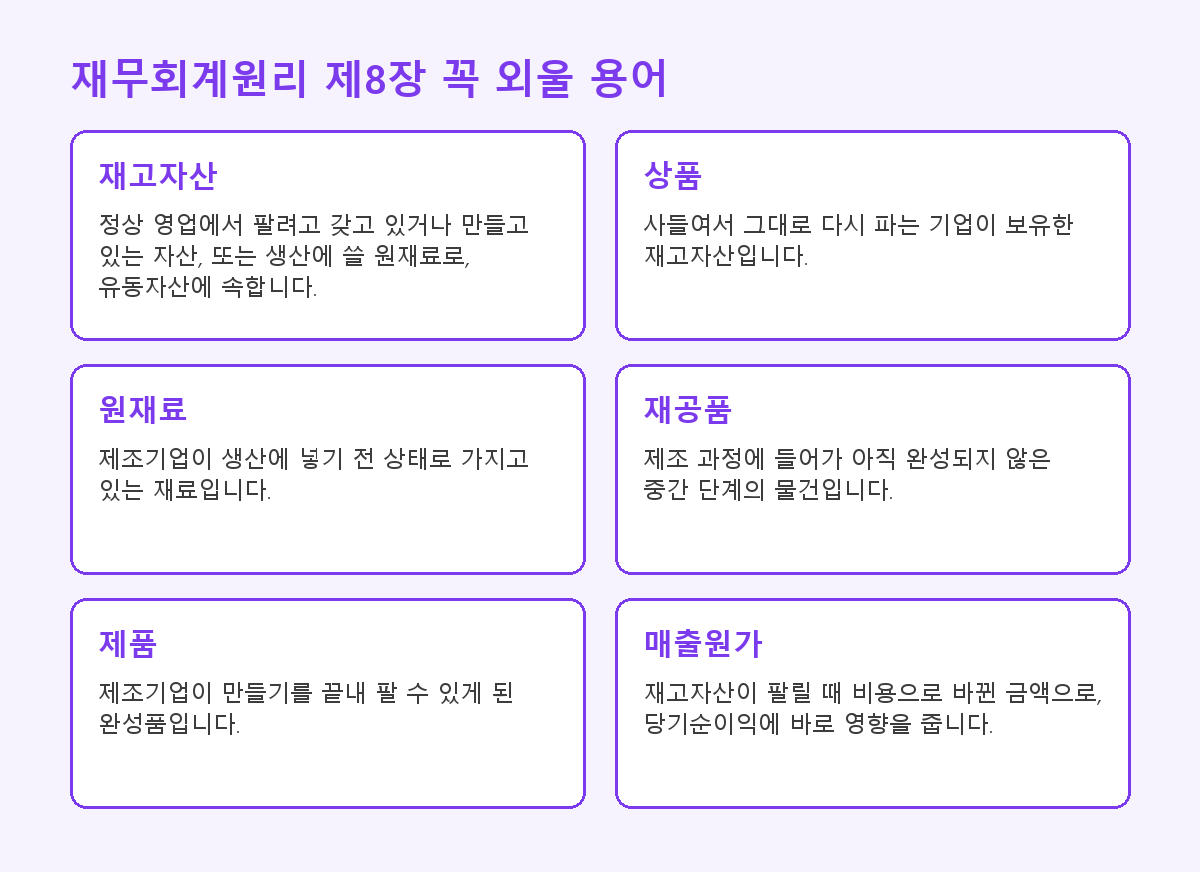 재무회계원리 제8장 꼭 외울 용어
재고자산
정상 영업에서 팔려고 갖고 있거나 만들고
있는 자산, 또는 생산에 쓸 원재료로,
유동자산에 속합니다.
상품
사들여서 그대로 다시 파는 기업이 보유한
재고자산입니다.
원재료
제조기업이 생산에 넣기 전 상태로 가지고
있는 재료입니다.
재공품
제조 과정에 들어가 아직 완성되지 않은
중간 단계의 물건입니다.
제품
제조기업이 만들기를 끝내 팔 수 있게 된
완성품입니다.
매출원가
재고자산이 팔릴 때 비용으로 바뀐 금액으로,
당기순이익에 바로 영향을 줍니다.